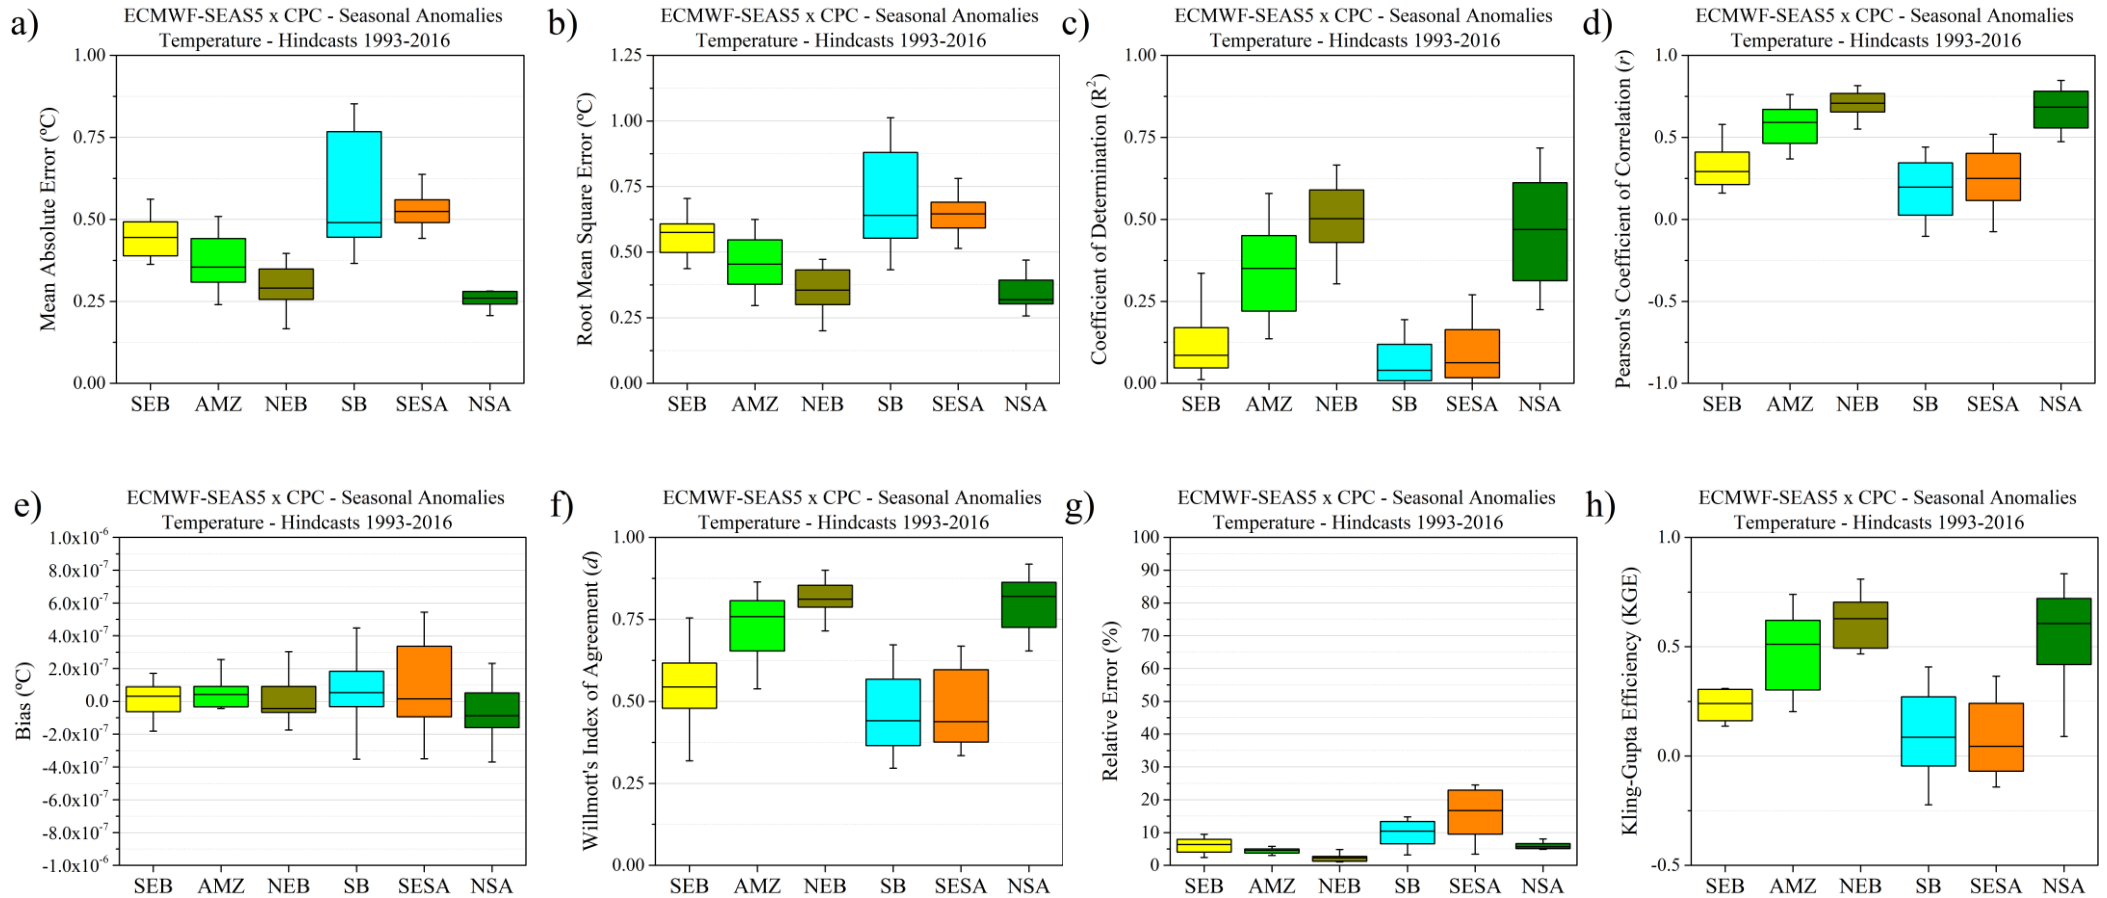 a)
ECMWF-SEAS5 x CPC - Seasonal Anomalies
Temperature - Hindcasts 1993-2016
Mean Absolute Error (ºC)
1.00
0.75
0.50
0.25
0.00
SEB AMZ NEB SB SESA NSA
b)
ECMWF-SEAS5 x CPC - Seasonal Anomalies
Temperature - Hindcasts 1993-2016
Root Mean Square Error (ºC)
1.25
1.00
0.75
0.50
0.25
0.00
SEB AMZ NEB SB SESA NSA
c)
ECMWF-SEAS5 x CPC - Seasonal Anomalies
Temperature - Hindcasts 1993-2016
Coefficient of Determination (R²)
1.00
0.75
0.50
0.25
0.00
SEB AMZ NEB SB SESA NSA
d)
ECMWF-SEAS5 x CPC - Seasonal Anomalies
Temperature - Hindcasts 1993-2016
Pearson's Coefficient of Correlation (r)
1.0
0.5
0.0
-0.5
-1.0
SEB AMZ NEB SB SESA NSA
e)
ECMWF-SEAS5 x CPC - Seasonal Anomalies
Temperature - Hindcasts 1993-2016
Bias (ºC)
1.0x10⁻⁶
8.0x10⁻⁷
6.0x10⁻⁷
4.0x10⁻⁷
2.0x10⁻⁷
0.0
-2.0x10⁻⁷
-4.0x10⁻⁷
-6.0x10⁻⁷
-8.0x10⁻⁷
-1.0x10⁻⁶
SEB AMZ NEB SB SESA NSA
f)
ECMWF-SEAS5 x CPC - Seasonal Anomalies
Temperature - Hindcasts 1993-2016
Willmott's Index of Agreement (d)
1.00
0.75
0.50
0.25
0.00
SEB AMZ NEB SB SESA NSA
g)
ECMWF-SEAS5 x CPC - Seasonal Anomalies
Temperature - Hindcasts 1993-2016
Relative Error (%)
100
90
80
70
60
50
40
30
20
10
0
SEB AMZ NEB SB SESA NSA
h)
ECMWF-SEAS5 x CPC - Seasonal Anomalies
Temperature - Hindcasts 1993-2016
Kling-Gupta Efficiency (KGE)
1.0
0.5
0.0
-0.5
SEB AMZ NEB SB SESA NSA